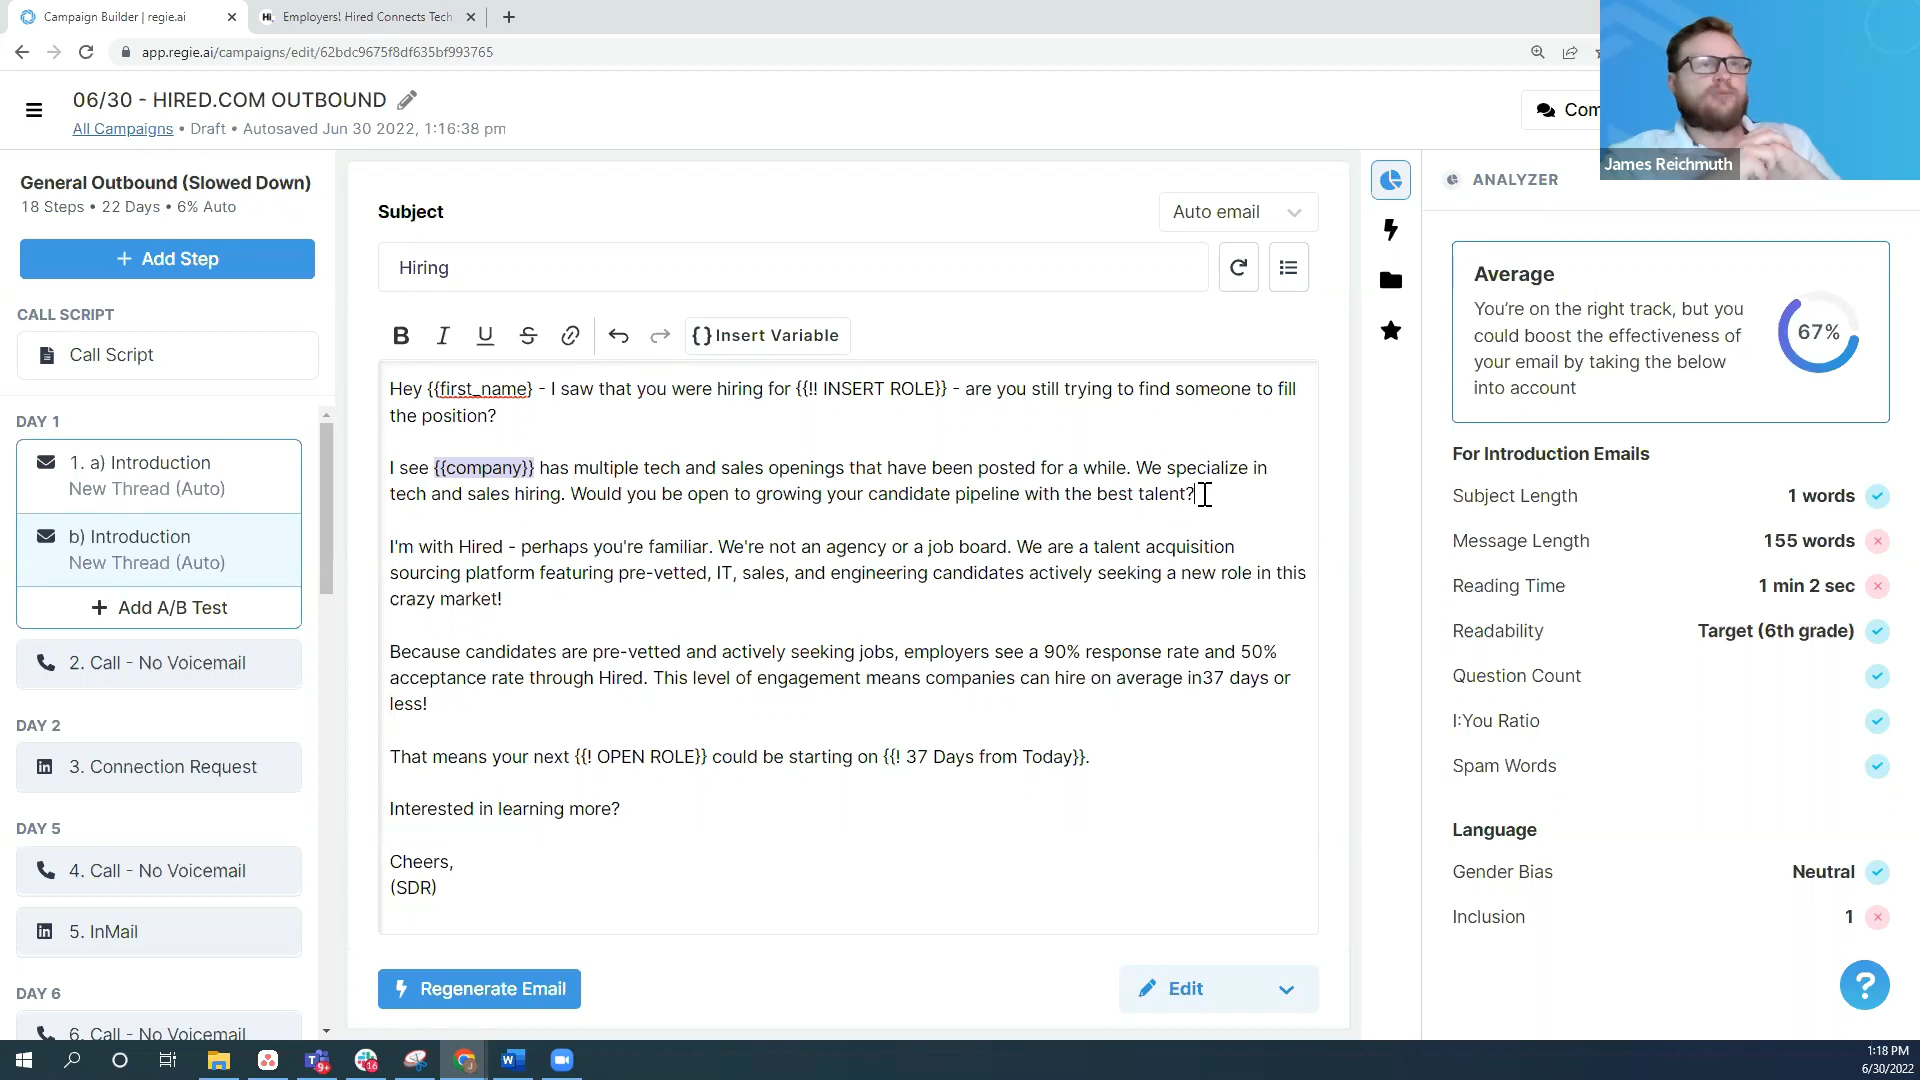 Campaign Builder | regie.ai
Employers! Hired Connects Tech
app.regie.ai/campaigns/edit/62bdc9675f8df635bf993765
06/30 - HIRED.COM OUTBOUND
All Campaigns • Draft • Autosaved Jun 30 2022, 1:16:38 pm
Com
James Reichmuth
General Outbound (Slowed Down)
18 Steps • 22 Days • 6% Auto
+ Add Step
CALL SCRIPT
Call Script
DAY 1
1. a) Introduction
New Thread (Auto)
b) Introduction
New Thread (Auto)
+ Add A/B Test
2. Call - No Voicemail
DAY 2
3. Connection Request
DAY 5
4. Call - No Voicemail
5. InMail
DAY 6
6. Call - No Voicemail
Subject
Auto email
Hiring
B I U S
{} Insert Variable
Hey {{first_name} - I saw that you were hiring for {{!! INSERT ROLE}} - are you still trying to find someone to fill
the position?
I see {{company}} has multiple tech and sales openings that have been posted for a while. We specialize in
tech and sales hiring. Would you be open to growing your candidate pipeline with the best talent?
I'm with Hired - perhaps you're familiar. We're not an agency or a job board. We are a talent acquisition
sourcing platform featuring pre-vetted, IT, sales, and engineering candidates actively seeking a new role in this
crazy market!
Because candidates are pre-vetted and actively seeking jobs, employers see a 90% response rate and 50%
acceptance rate through Hired. This level of engagement means companies can hire on average in37 days or
less!
That means your next {{! OPEN ROLE}} could be starting on {{! 37 Days from Today}}.
Interested in learning more?
Cheers,
(SDR)
Regenerate Email
Edit
ANALYZER
Average
You're on the right track, but you
could boost the effectiveness of
your email by taking the below
into account
67%
For Introduction Emails
Subject Length 1 words
Message Length 155 words
Reading Time 1 min 2 sec
Readability Target (6th grade)
Question Count
I:You Ratio
Spam Words
Language
Gender Bias Neutral
Inclusion 1
?
9+
16
1:18 PM
6/30/2022